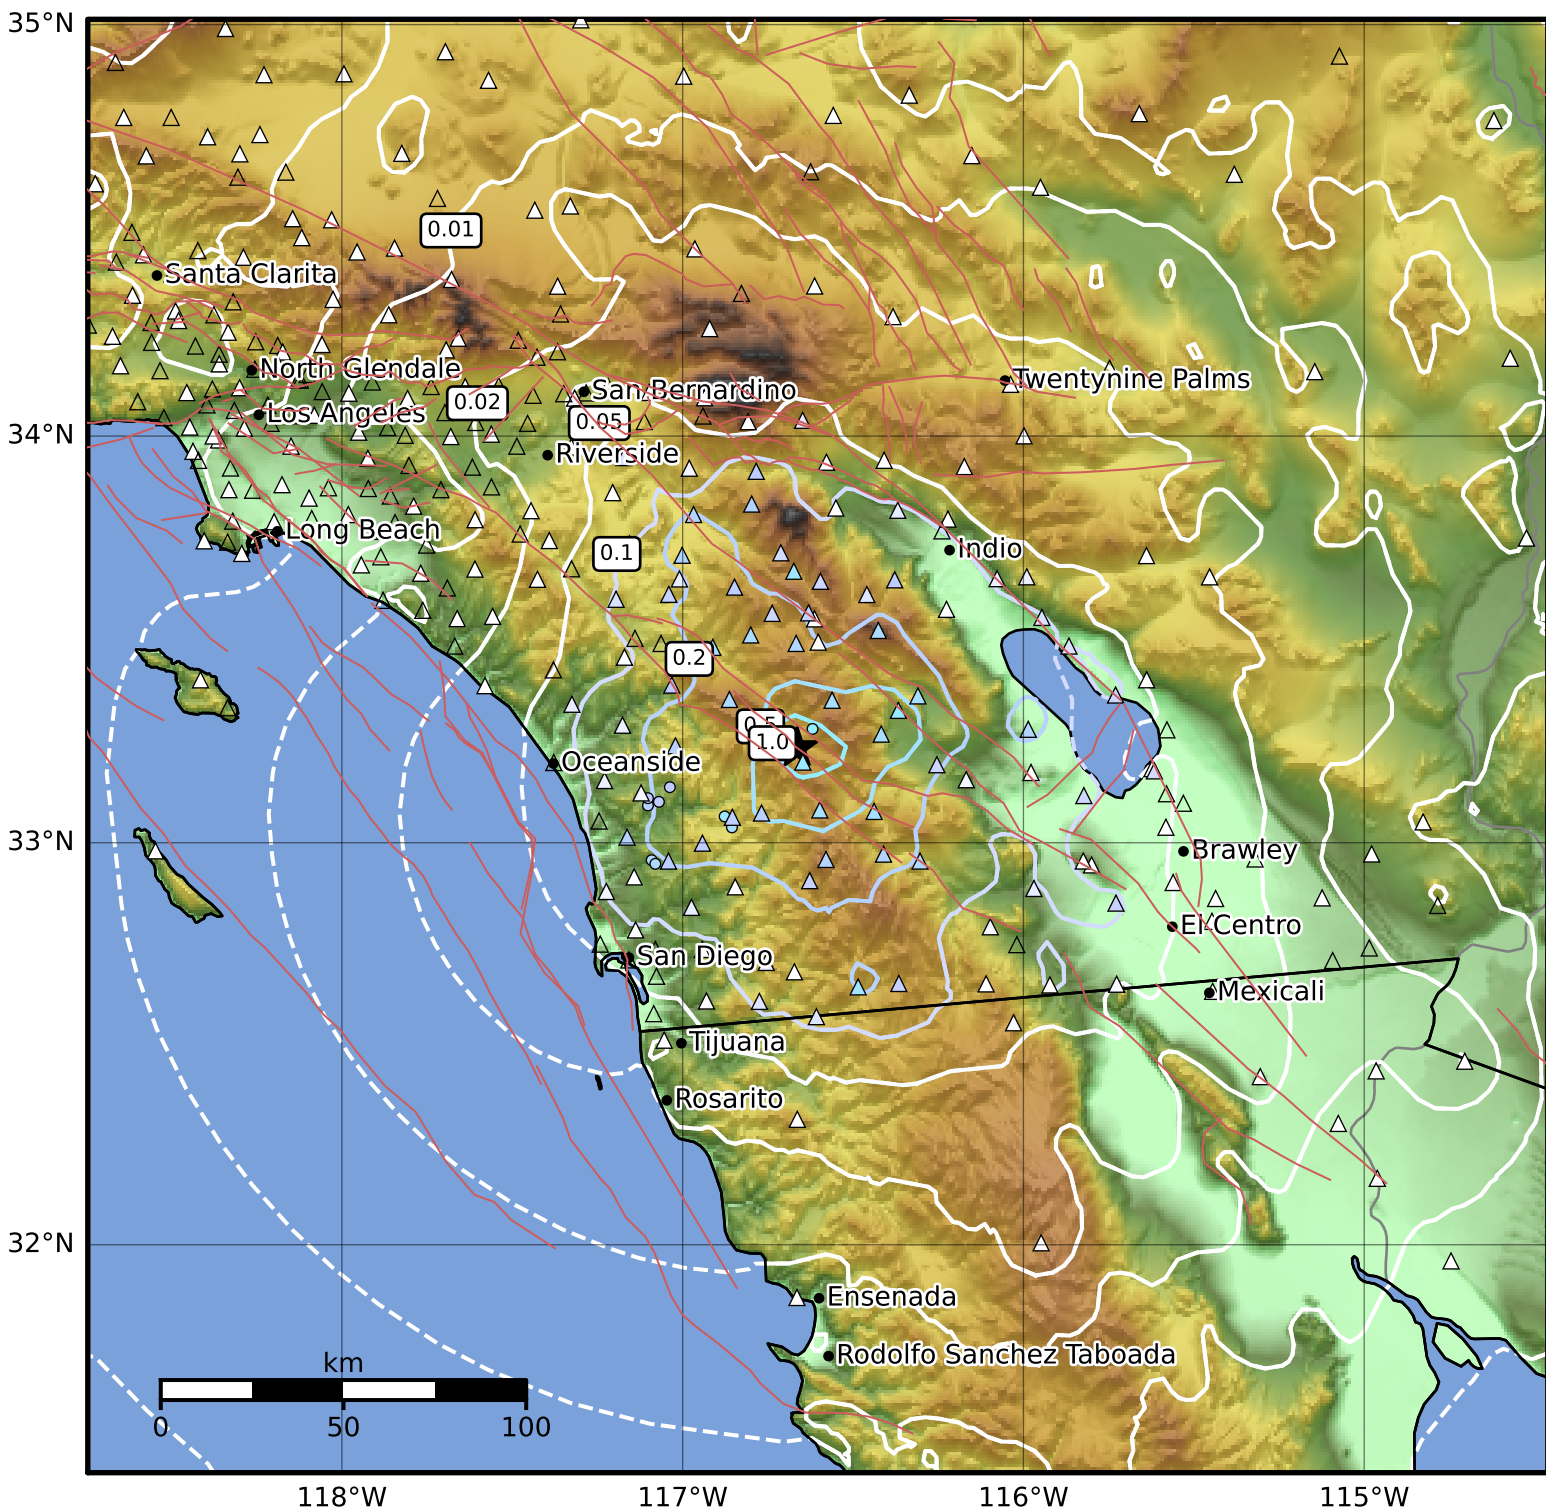 35°N
0.01
Santa Clarita
North Glendale
San Bernardino
Twentynine Palms
0.02
Los Angeles
0.05
34°N
Riverside
Long Beach
0.1
Indio
0.2
0.5
1.0
Oceanside
33°N
Brawley
El Centro
San Diego
Mexicali
Tijuana
Rosarito
32°N
Ensenada
Rodolfo Sanchez Taboada
km
0 50 100
118°W 117°W 116°W 115°W